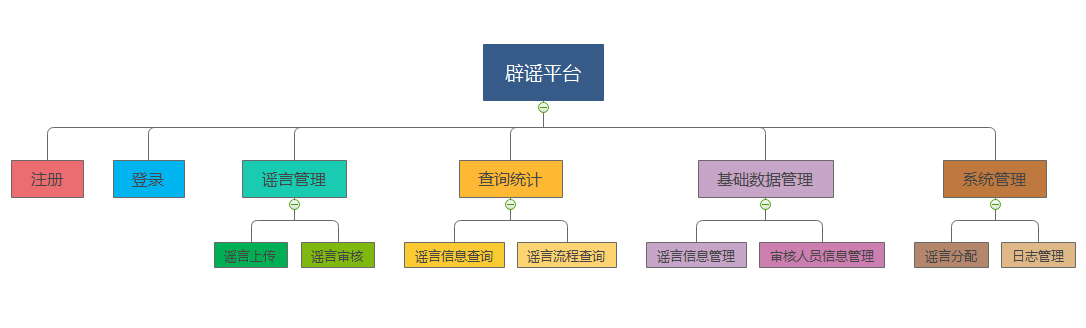 辟谣平台
注册
登录
谣言管理
查询统计
基础数据管理
系统管理
谣言上传
谣言审核
谣言信息查询
谣言流程查询
谣言信息管理
审核人员信息管理
谣言分配
日志管理